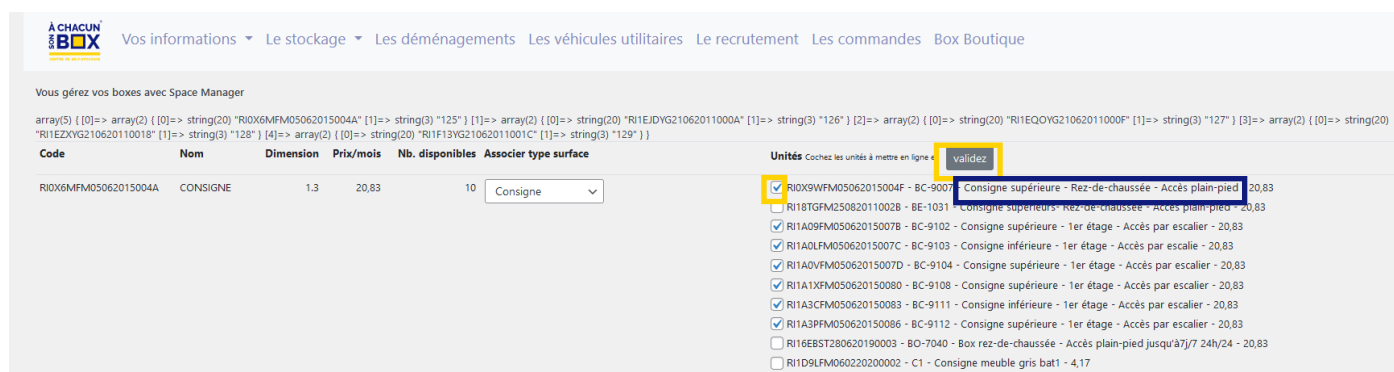 À CHACUN
SON BOX
Vos informations Le stockage Les déménagements Les véhicules utilitaires Le recrutement Les commandes Box Boutique
Vous gérez vos boxes avec Space Manager
array(5) { [0]=> array(2) { [0]=> string(20) "RI0X6MFM05062015004A" [1]=> string(3) "125" } [1]=> array(2) { [0]=> string(20) "RI1EJDYG21062011000A" [1]=> string(3) "126" } [2]=> array(2) { [0]=> string(20) "RI1EQOYG21062011000F" [1]=> string(3) "127" } [3]=> array(2) { [0]=> string(20)
"RI1EZXYG210620110018" [1]=> string(3) "128" } [4]=> array(2) { [0]=> string(20) "RI1F13YG21062011001C" [1]=> string(3) "129" } }
Code Nom Dimension Prix/mois Nb. disponibles Associer type surface Unités Cochez les unités à mettre en ligne e validez
RI0X6MFM05062015004A CONSIGNE 1.3 20,83 10 Consigne RI0X9WFM05062015004F - BC-9007 - Consigne supérieure - Rez-de-chaussée - Accès plain-pied - 20,83
RI18TGFM25082011002B - BE-1031 - Consigne supérieurs- Rez-de-chaussée - Accès plain-pied - 20,83
RI1A09FM05062015007B - BC-9102 - Consigne supérieure - 1er étage - Accès par escalier - 20,83
RI1A0LFM05062015007C - BC-9103 - Consigne inférieure - 1er étage - Accès par escalie - 20,83
RI1A0VFM05062015007D - BC-9104 - Consigne supérieure - 1er étage - Accès par escalier - 20,83
RI1A1XFM050620150080 - BC-9108 - Consigne supérieure - 1er étage - Accès par escalier - 20,83
RI1A3CFM050620150083 - BC-9111 - Consigne inférieure - 1er étage - Accès par escalier - 20,83
RI1A3PFM050620150086 - BC-9112 - Consigne supérieure - 1er étage - Accès par escalier - 20,83
RI16EBST280620190003 - BO-7040 - Box rez-de-chaussée - Accès plain-pied jusqu'à7j/7 24h/24 - 20,83
RI1D9LFM060220200002 - C1 - Consigne meuble gris bat1 - 4,17